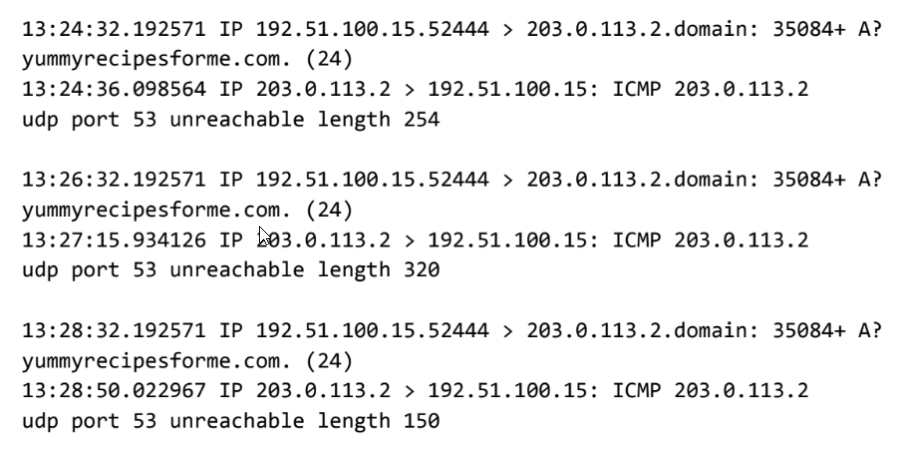 13:24:32.192571 IP 192.51.100.15.52444 > 203.0.113.2.domain: 35084+ A?
yummyrecipesforme.com. (24)
13:24:36.098564 IP 203.0.113.2 > 192.51.100.15: ICMP 203.0.113.2
udp port 53 unreachable length 254
13:26:32.192571 IP 192.51.100.15.52444 > 203.0.113.2.domain: 35084+ A?
yummyrecipesforme.com. (24)
13:27:15.934126 IP 203.0.113.2 > 192.51.100.15: ICMP 203.0.113.2
udp port 53 unreachable length 320
13:28:32.192571 IP 192.51.100.15.52444 > 203.0.113.2.domain: 35084+ A?
yummyrecipesforme.com. (24)
13:28:50.022967 IP 203.0.113.2 > 192.51.100.15: ICMP 203.0.113.2
udp port 53 unreachable length 150